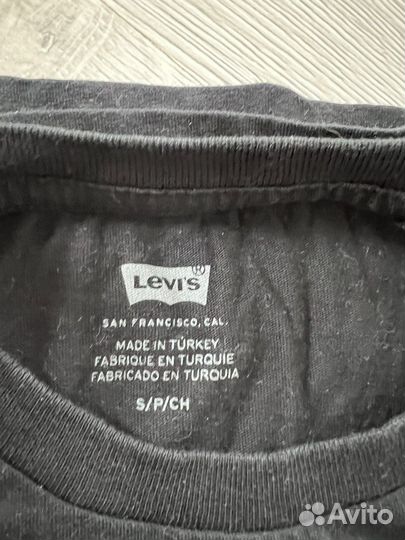 Levi's®
SAN FRANCISCO, CAL.
MADE IN TURKEY
FABRIQUE EN TURQUIE
FABRICADO EN TURQUIA
S/P/CH
Avito